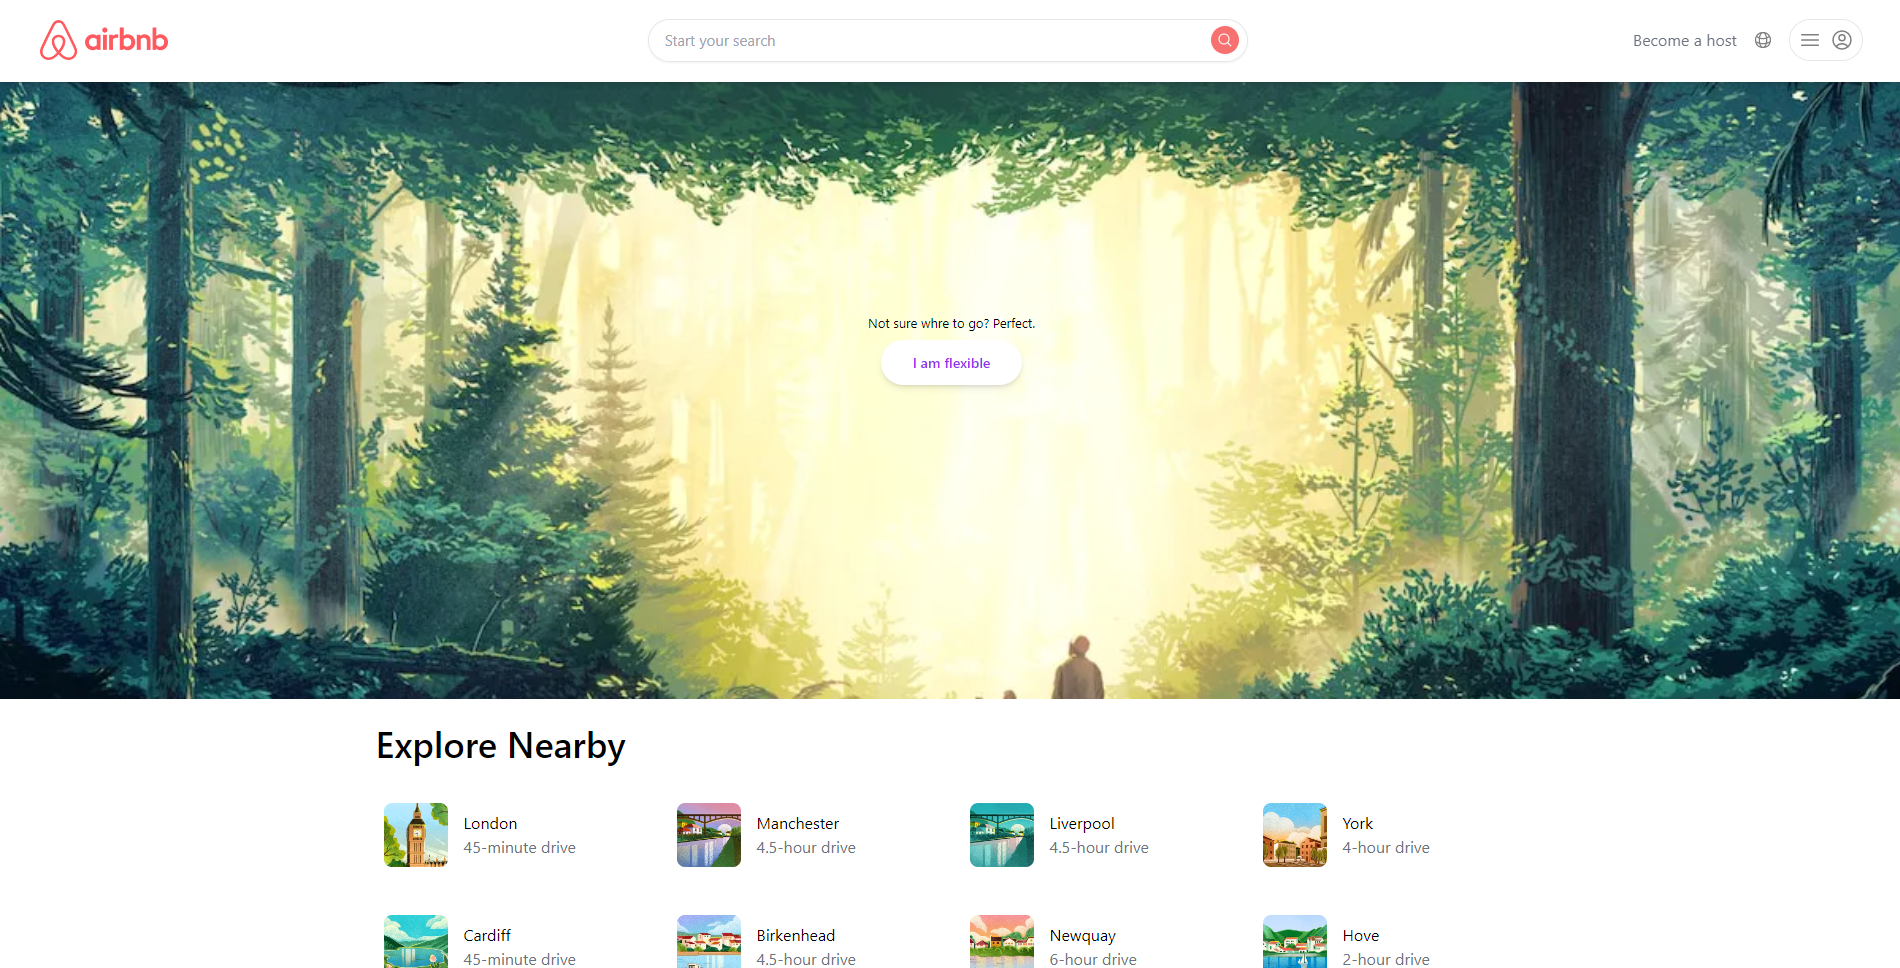 airbnb
Start your search
Become a host
Not sure whre to go? Perfect.
I am flexible
Explore Nearby
London
45-minute drive
Manchester
4.5-hour drive
Liverpool
4.5-hour drive
York
4-hour drive
Cardiff
45-minute drive
Birkenhead
4.5-hour drive
Newquay
6-hour drive
Hove
2-hour drive